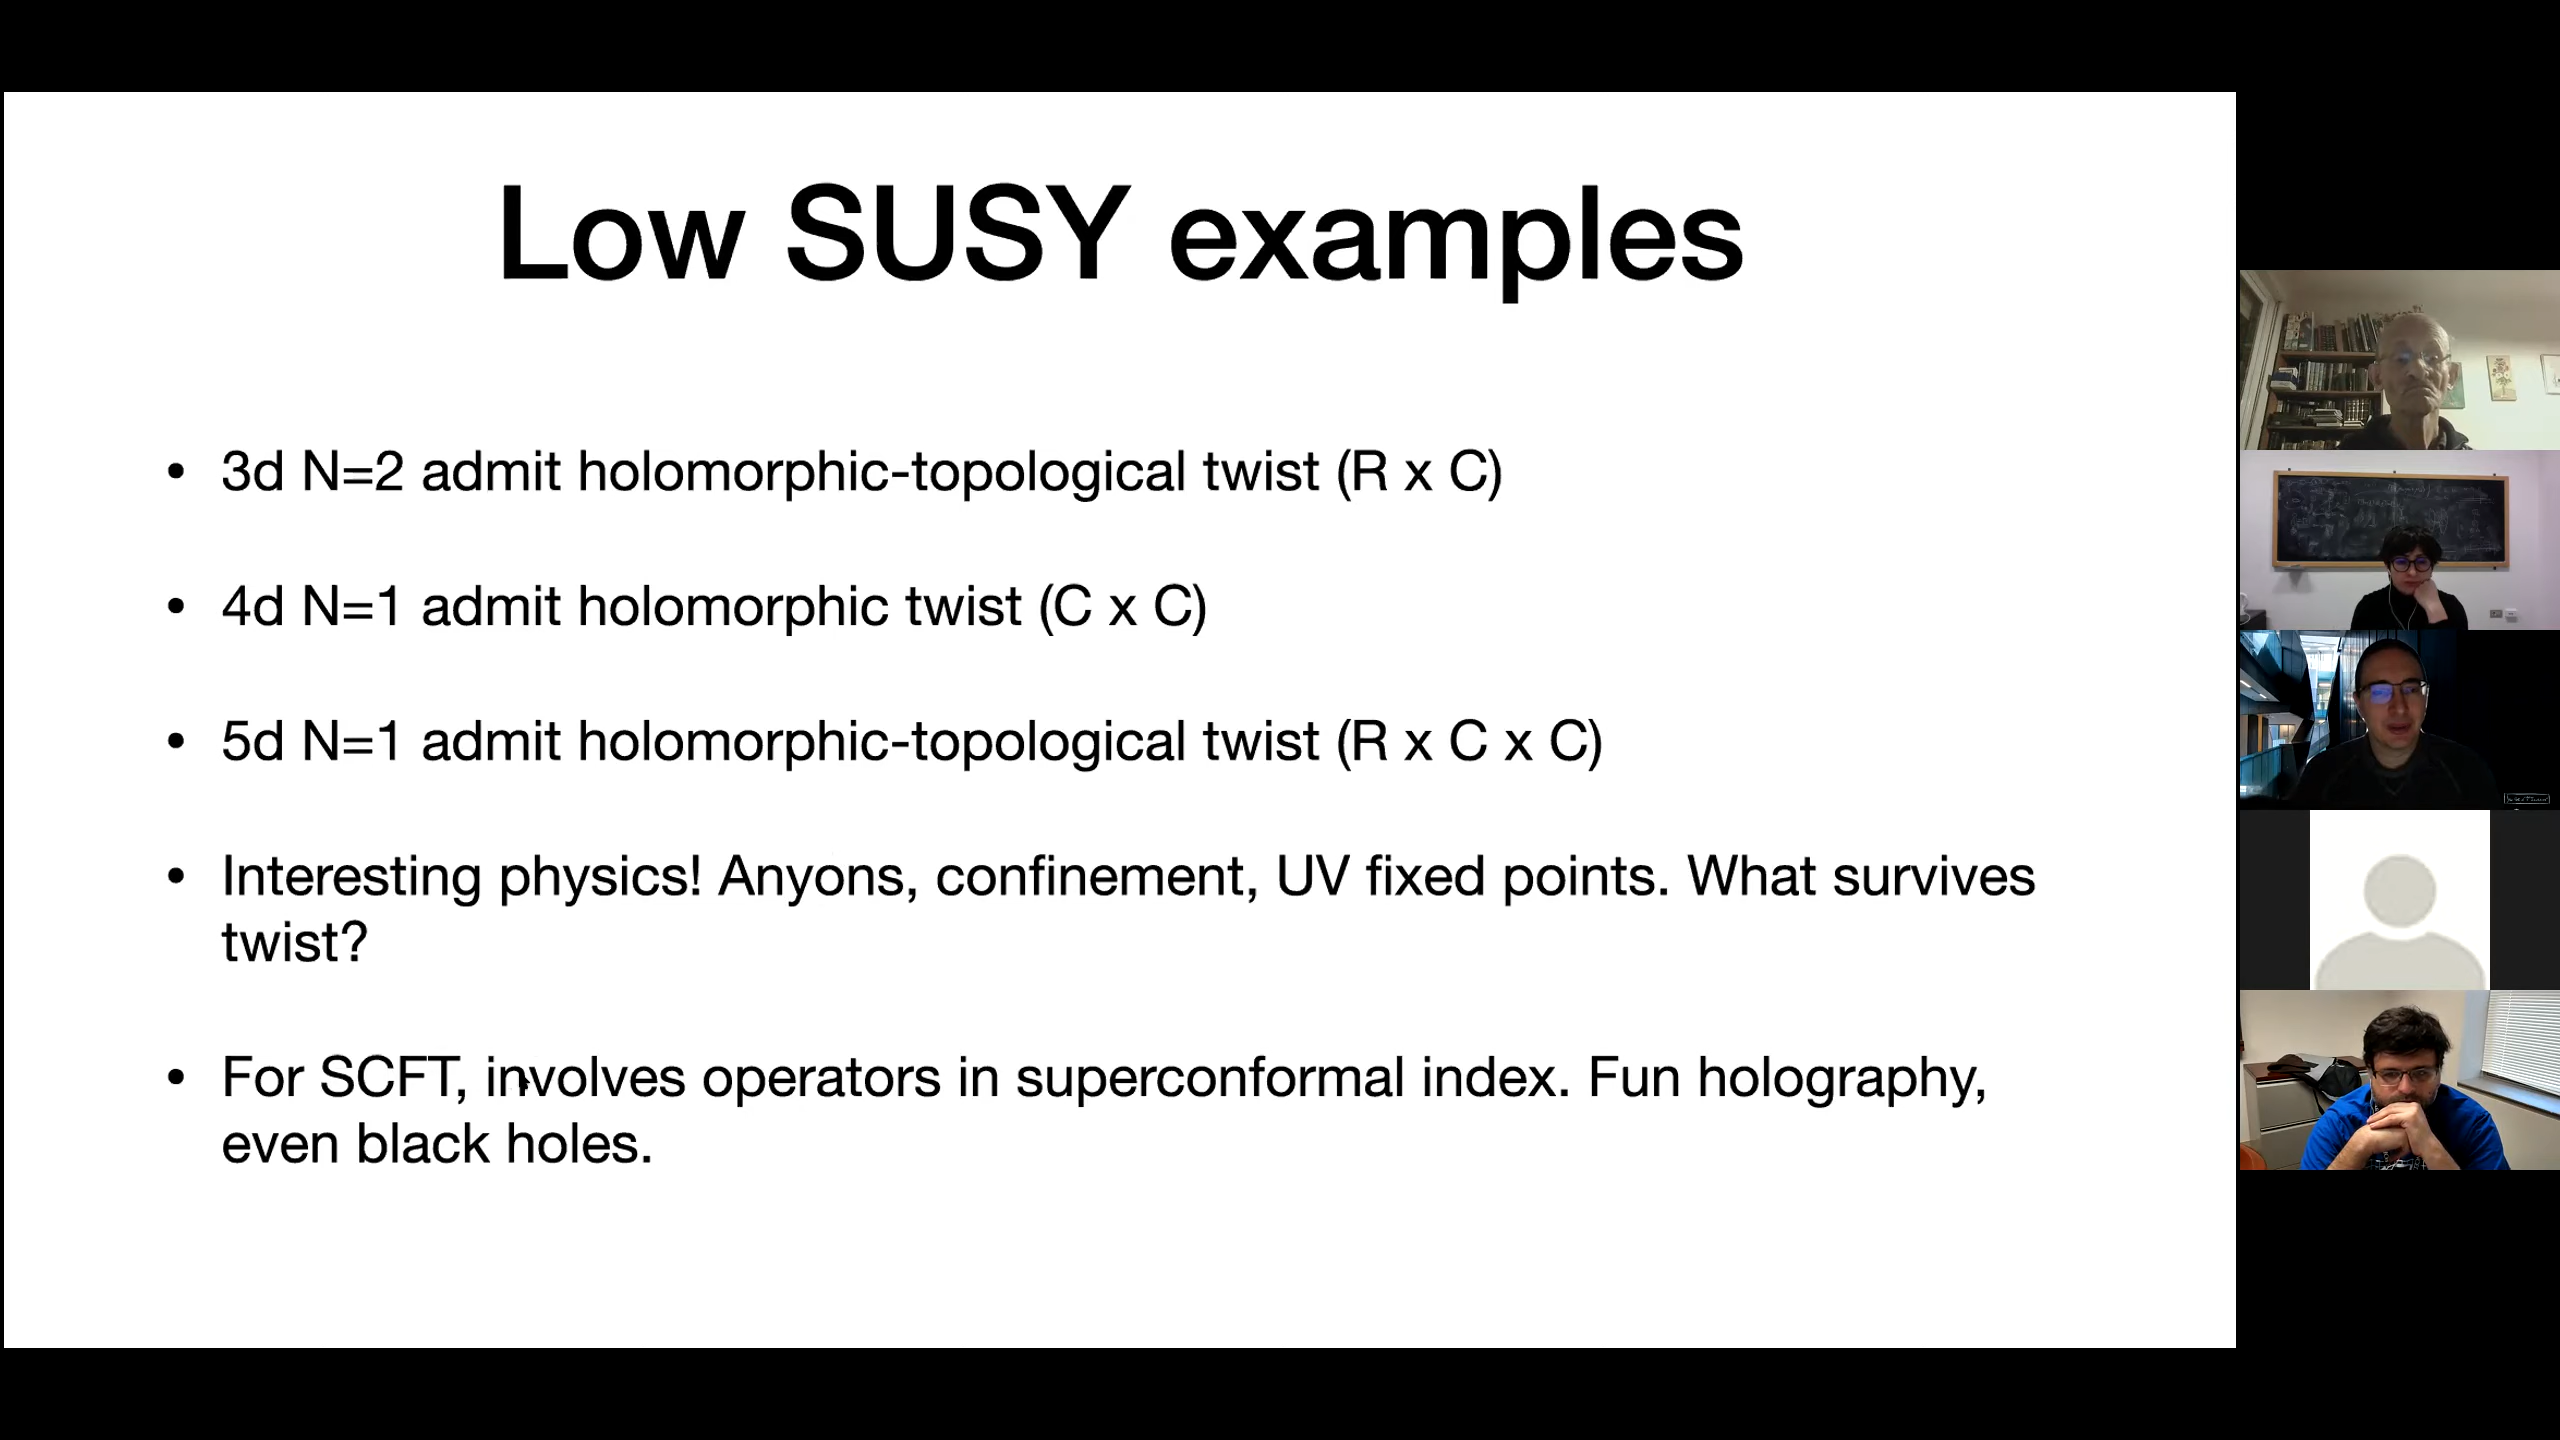 Low SUSY examples
• 3d N=2 admit holomorphic-topological twist (R x C)
• 4d N=1 admit holomorphic twist (C x C)
• 5d N=1 admit holomorphic-topological twist (R x C x C)
• Interesting physics! Anyons, confinement, UV fixed points. What survives
twist?
• For SCFT, involves operators in superconformal index. Fun holography,
even black holes.